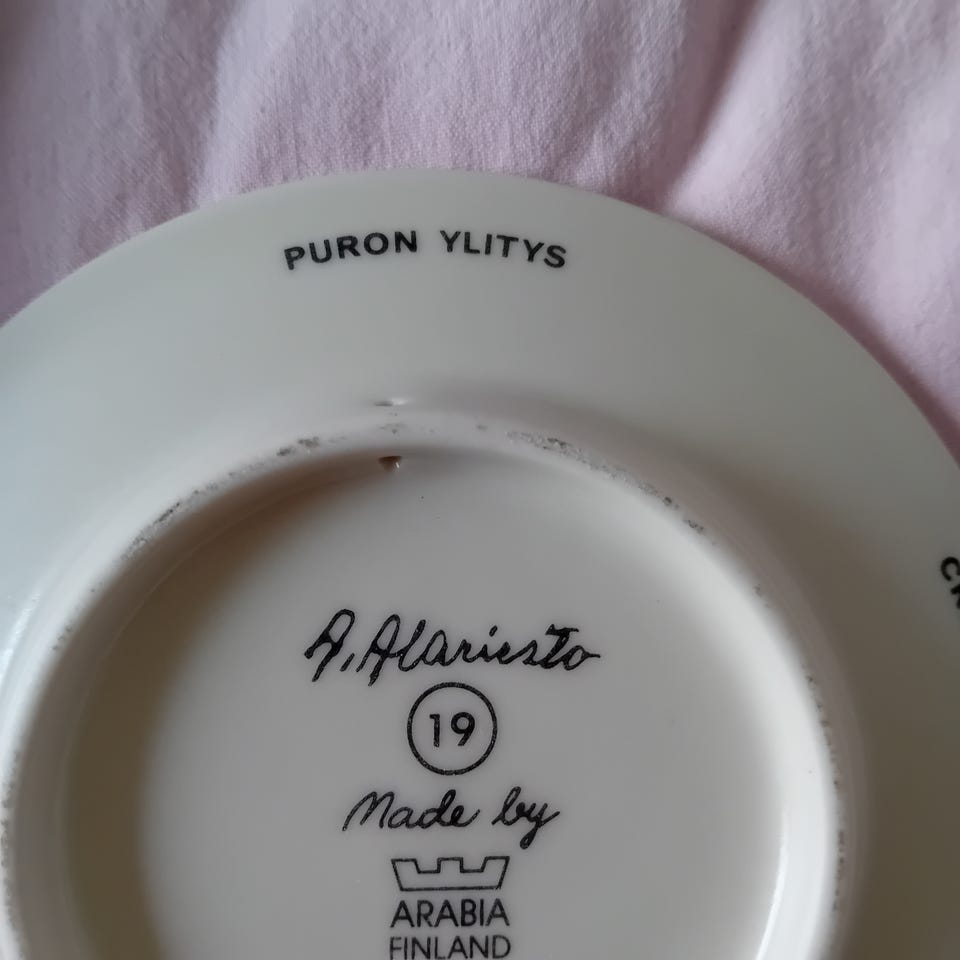 PURON YLITYS
A. Alariesto
19
Made by
ARABIA
FINLAND